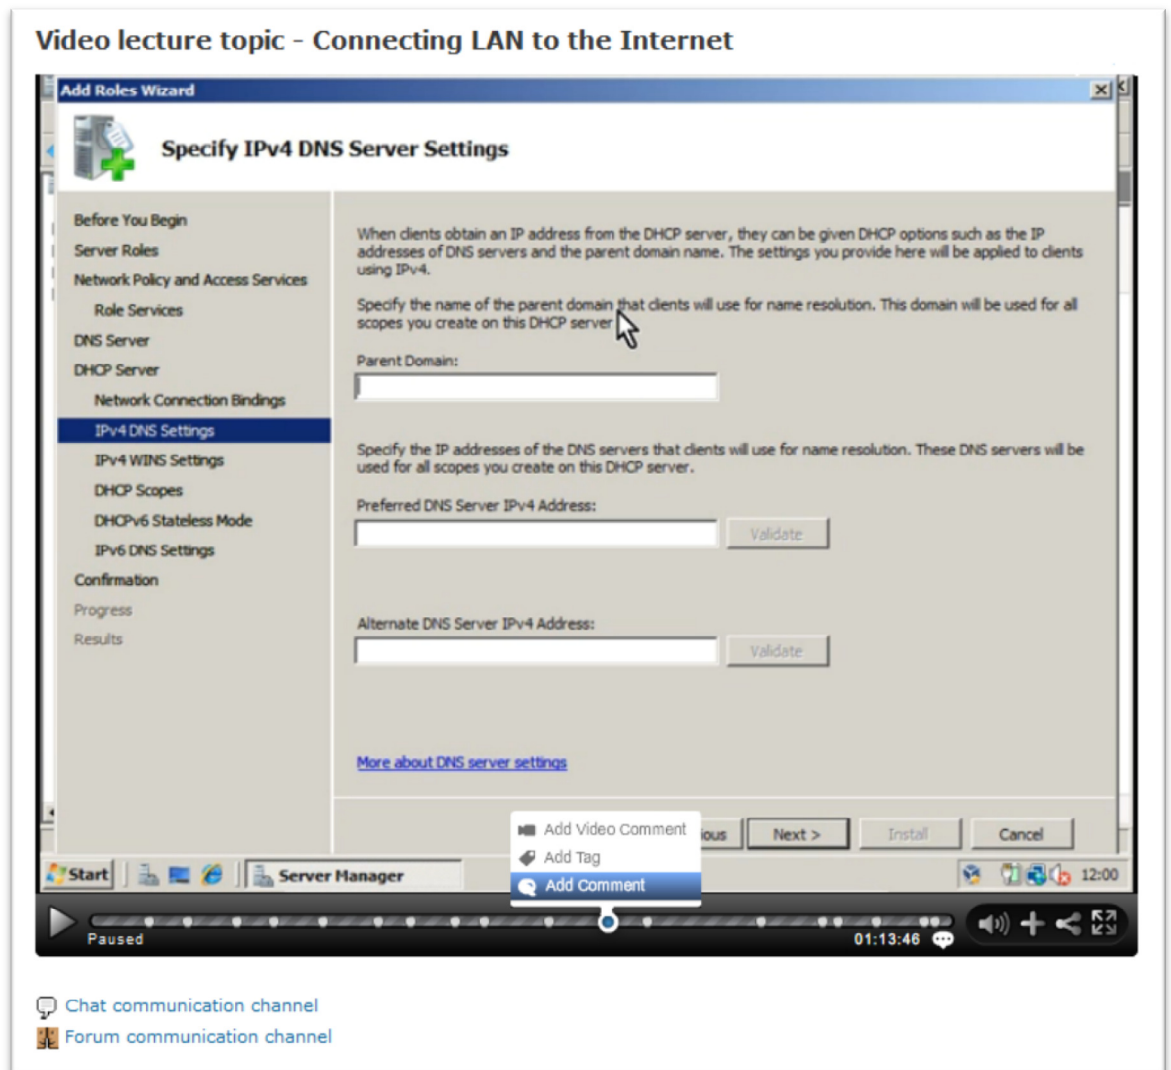 Video lecture topic - Connecting LAN to the Internet
Add Roles Wizard
Specify IPv4 DNS Server Settings
Before You Begin
Server Roles
Network Policy and Access Services
Role Services
DNS Server
DHCP Server
Network Connection Bindings
IPv4 DNS Settings
IPv4 WINS Settings
DHCP Scopes
DHCPv6 Stateless Mode
IPv6 DNS Settings
Confirmation
Progress
Results
When clients obtain an IP address from the DHCP server, they can be given DHCP options such as the IP
addresses of DNS servers and the parent domain name. The settings you provide here will be applied to clients
using IPv4.
Specify the name of the parent domain that clients will use for name resolution. This domain will be used for all
scopes you create on this DHCP server
Parent Domain:
Specify the IP addresses of the DNS servers that clients will use for name resolution. These DNS servers will be
used for all scopes you create on this DHCP server.
Preferred DNS Server IPv4 Address:
Validate
Alternate DNS Server IPv4 Address:
Validate
More about DNS server settings
Add Video Comment
Add Tag
Add Comment
ious
Next >
Install
Cancel
Start
Server Manager
12:00
Paused
01:13:46
Chat communication channel
Forum communication channel